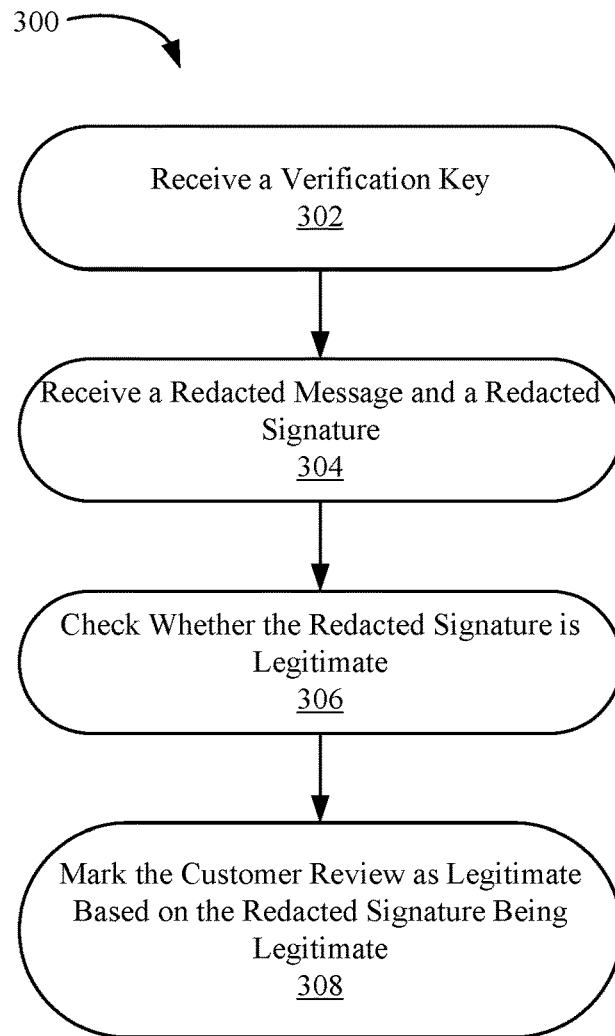 300
Receive a Verification Key
302
Receive a Redacted Message and a Redacted
Signature
304
Check Whether the Redacted Signature is
Legitimate
306
Mark the Customer Review as Legitimate
Based on the Redacted Signature Being
Legitimate
308